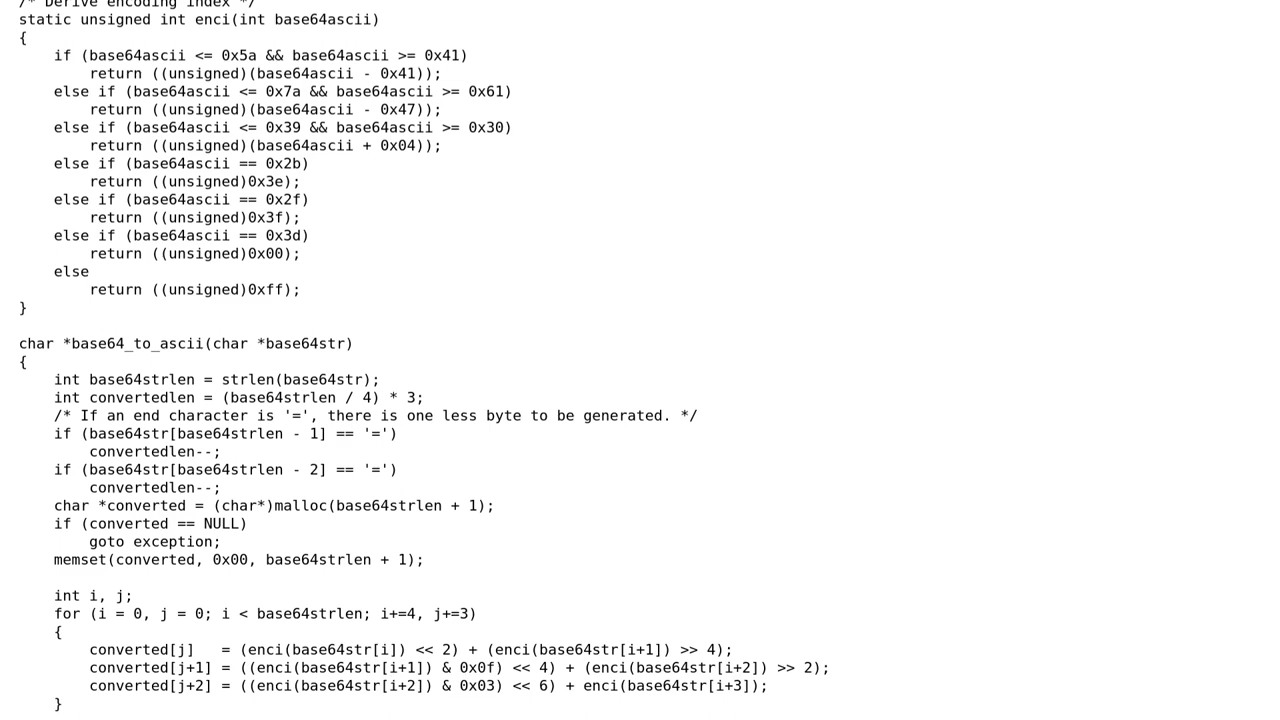 /* Derive encoding index */
static unsigned int enci(int base64ascii)
{
    if (base64ascii <= 0x5a && base64ascii >= 0x41)
        return ((unsigned)(base64ascii - 0x41));
    else if (base64ascii <= 0x7a && base64ascii >= 0x61)
        return ((unsigned)(base64ascii - 0x47));
    else if (base64ascii <= 0x39 && base64ascii >= 0x30)
        return ((unsigned)(base64ascii + 0x04));
    else if (base64ascii == 0x2b)
        return ((unsigned)0x3e);
    else if (base64ascii == 0x2f)
        return ((unsigned)0x3f);
    else if (base64ascii == 0x3d)
        return ((unsigned)0x00);
    else
        return ((unsigned)0xff);
}

char *base64_to_ascii(char *base64str)
{
    int base64strlen = strlen(base64str);
    int convertedlen = (base64strlen / 4) * 3;
    /* If an end character is '=', there is one less byte to be generated. */
    if (base64str[base64strlen - 1] == '=')
        convertedlen--;
    if (base64str[base64strlen - 2] == '=')
        convertedlen--;
    char *converted = (char*)malloc(base64strlen + 1);
    if (converted == NULL)
        goto exception;
    memset(converted, 0x00, base64strlen + 1);

    int i, j;
    for (i = 0, j = 0; i < base64strlen; i+=4, j+=3)
    {
        converted[j]   = (enci(base64str[i]) << 2) + (enci(base64str[i+1]) >> 4);
        converted[j+1] = ((enci(base64str[i+1]) & 0x0f) << 4) + (enci(base64str[i+2]) >> 2);
        converted[j+2] = ((enci(base64str[i+2]) & 0x03) << 6) + enci(base64str[i+3]);
    }